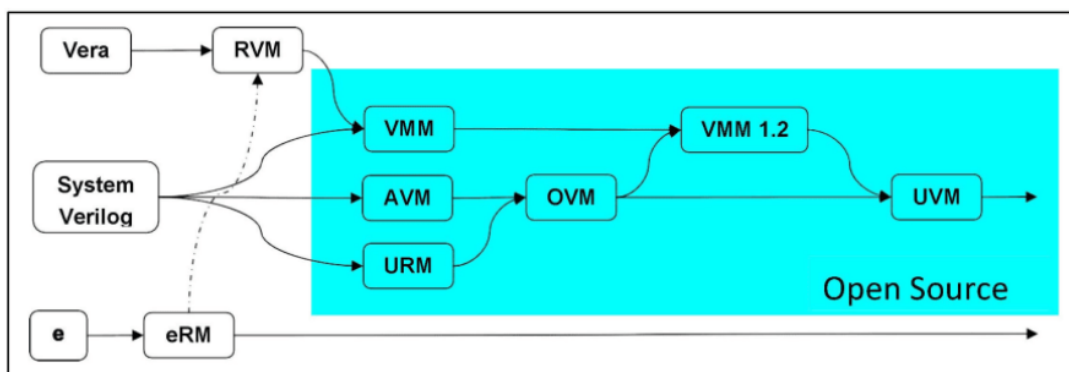 Vera
RVM
VMM
VMM 1.2
System
Verilog
AVM
OVM
UVM
URM
Open Source
e
eRM